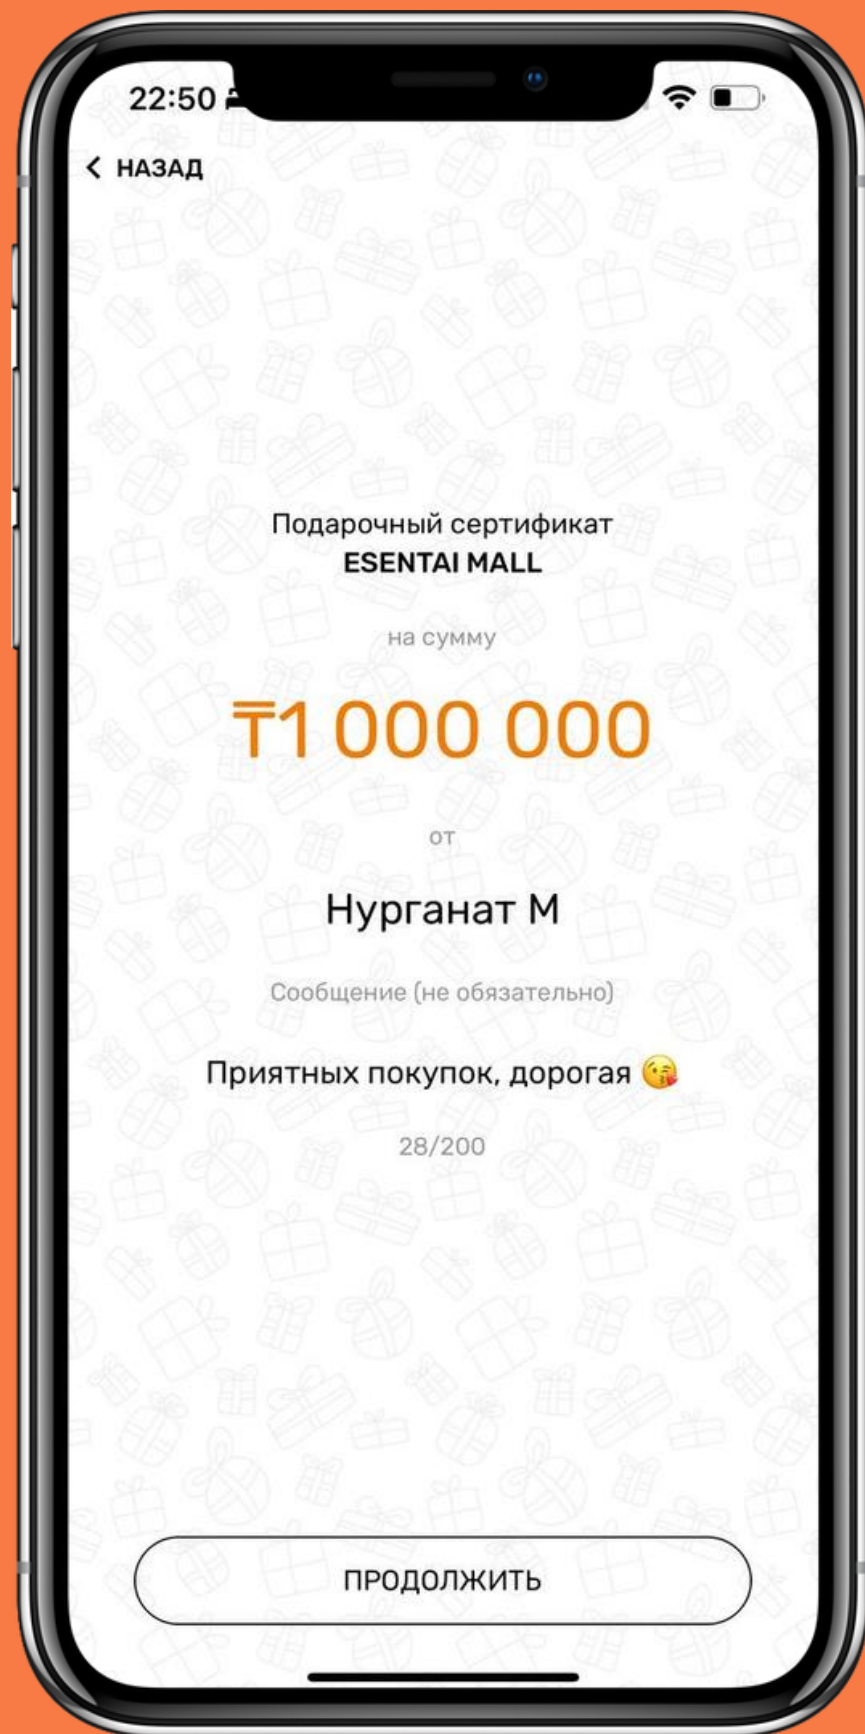 22:50
НАЗАД
Подарочный сертификат
ESENTAI MALL
на сумму
₸1 000 000
от
Нурганат М
Сообщение (не обязательно)
Приятных покупок, дорогая 😘
28/200
ПРОДОЛЖИТЬ